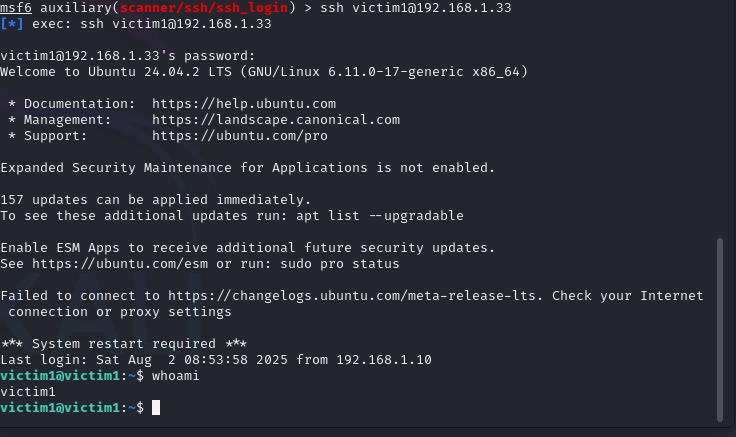 msf6 auxiliary(scanner/ssh/ssh_login) > ssh victim1@192.168.1.33
[*] exec: ssh victim1@192.168.1.33

victim1@192.168.1.33's password:
Welcome to Ubuntu 24.04.2 LTS (GNU/Linux 6.11.0-17-generic x86_64)

 * Documentation:  https://help.ubuntu.com
 * Management:     https://landscape.canonical.com
 * Support:        https://ubuntu.com/pro

Expanded Security Maintenance for Applications is not enabled.

157 updates can be applied immediately.
To see these additional updates run: apt list --upgradable

Enable ESM Apps to receive additional future security updates.
See https://ubuntu.com/esm or run: sudo pro status

Failed to connect to https://changelogs.ubuntu.com/meta-release-lts. Check your Internet
 connection or proxy settings

*** System restart required ***
Last login: Sat Aug  2 08:53:58 2025 from 192.168.1.10
victim1@victim1:~$ whoami
victim1
victim1@victim1:~$